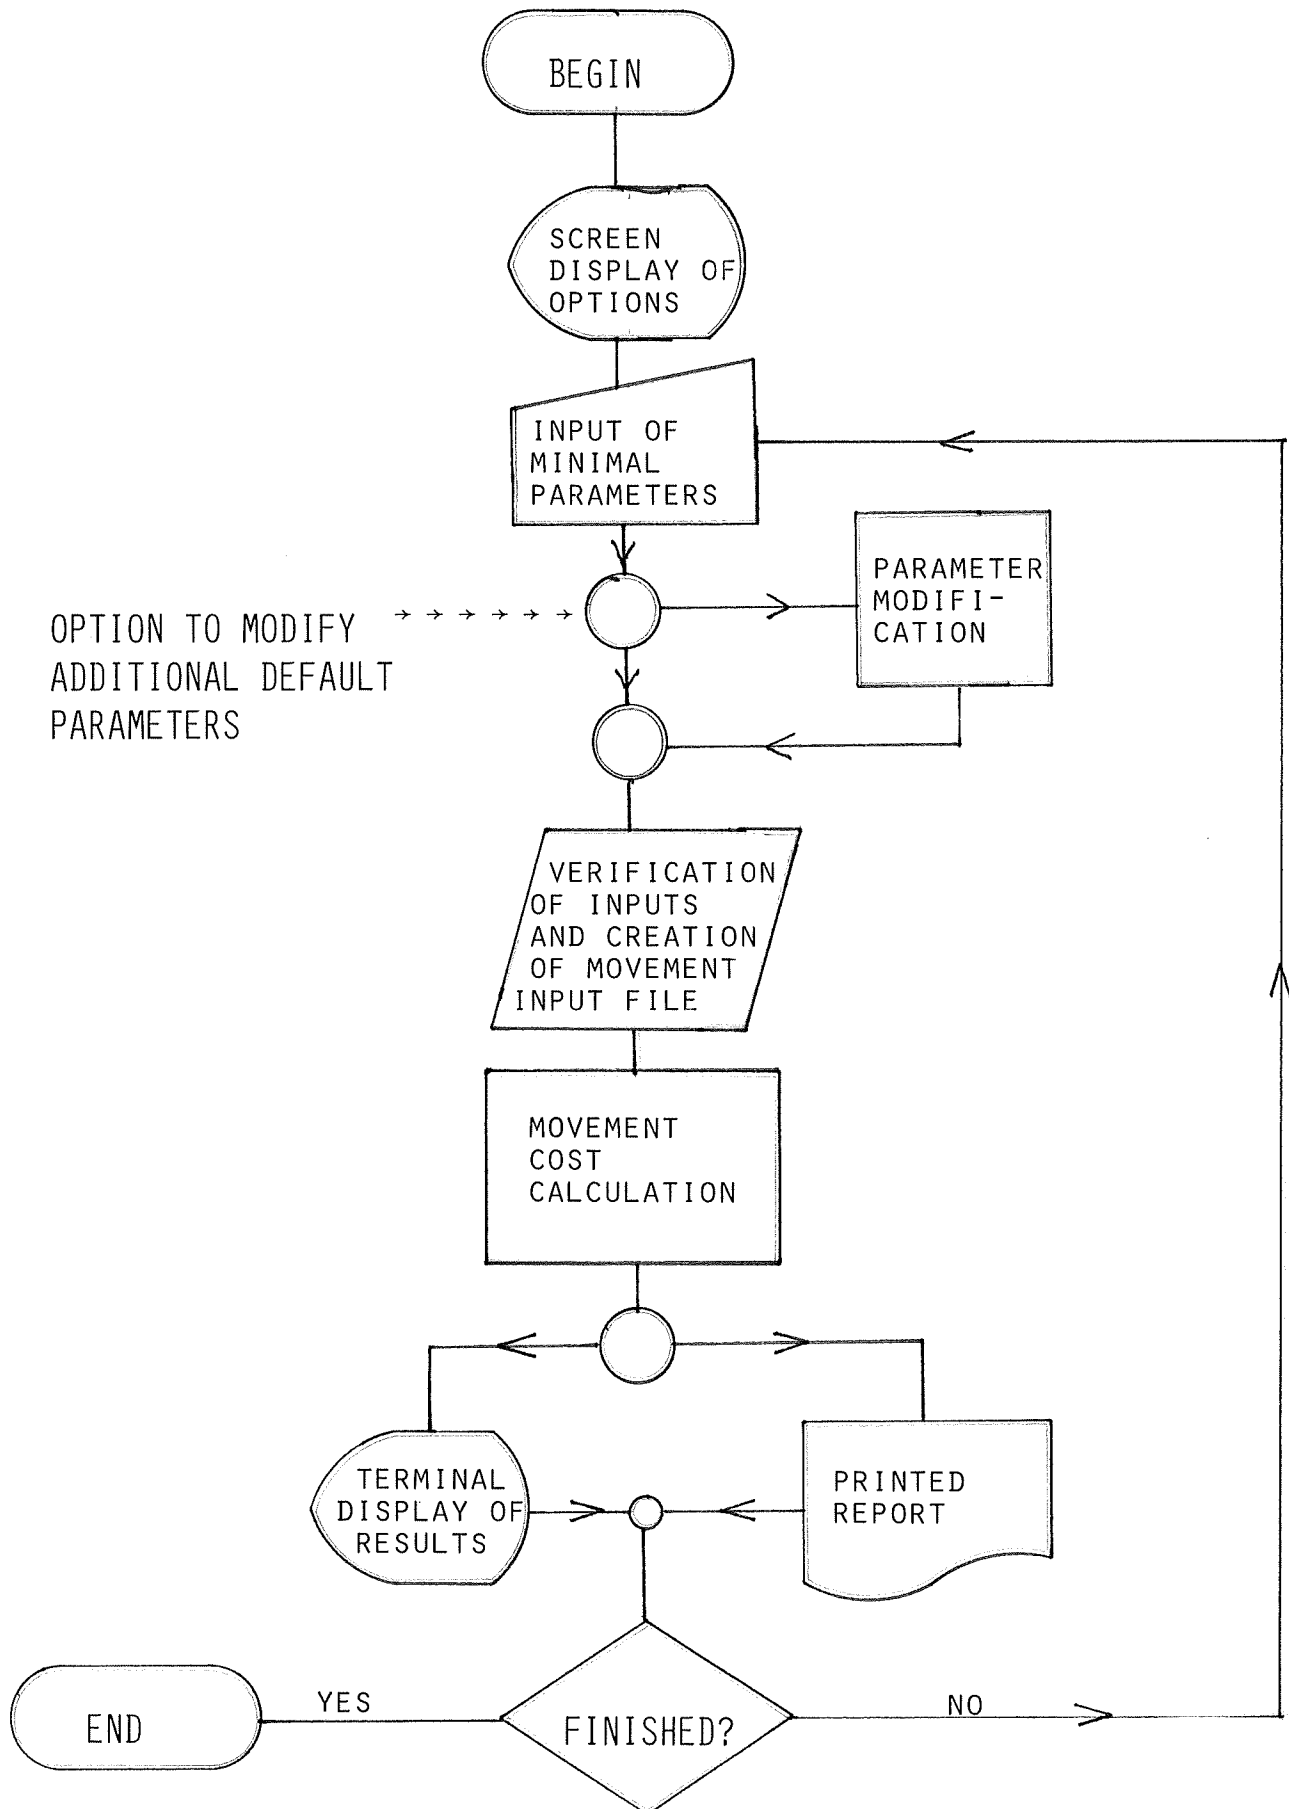 BEGIN
SCREEN
DISPLAY OF
OPTIONS
INPUT OF
MINIMAL
PARAMETERS
PARAMETER
MODIFI-
CATION
OPTION TO MODIFY
ADDITIONAL DEFAULT
PARAMETERS
VERIFICATION
OF INPUTS
AND CREATION
OF MOVEMENT
INPUT FILE
MOVEMENT
COST
CALCULATION
TERMINAL
DISPLAY OF
RESULTS
PRINTED
REPORT
END
YES
FINISHED?
NO